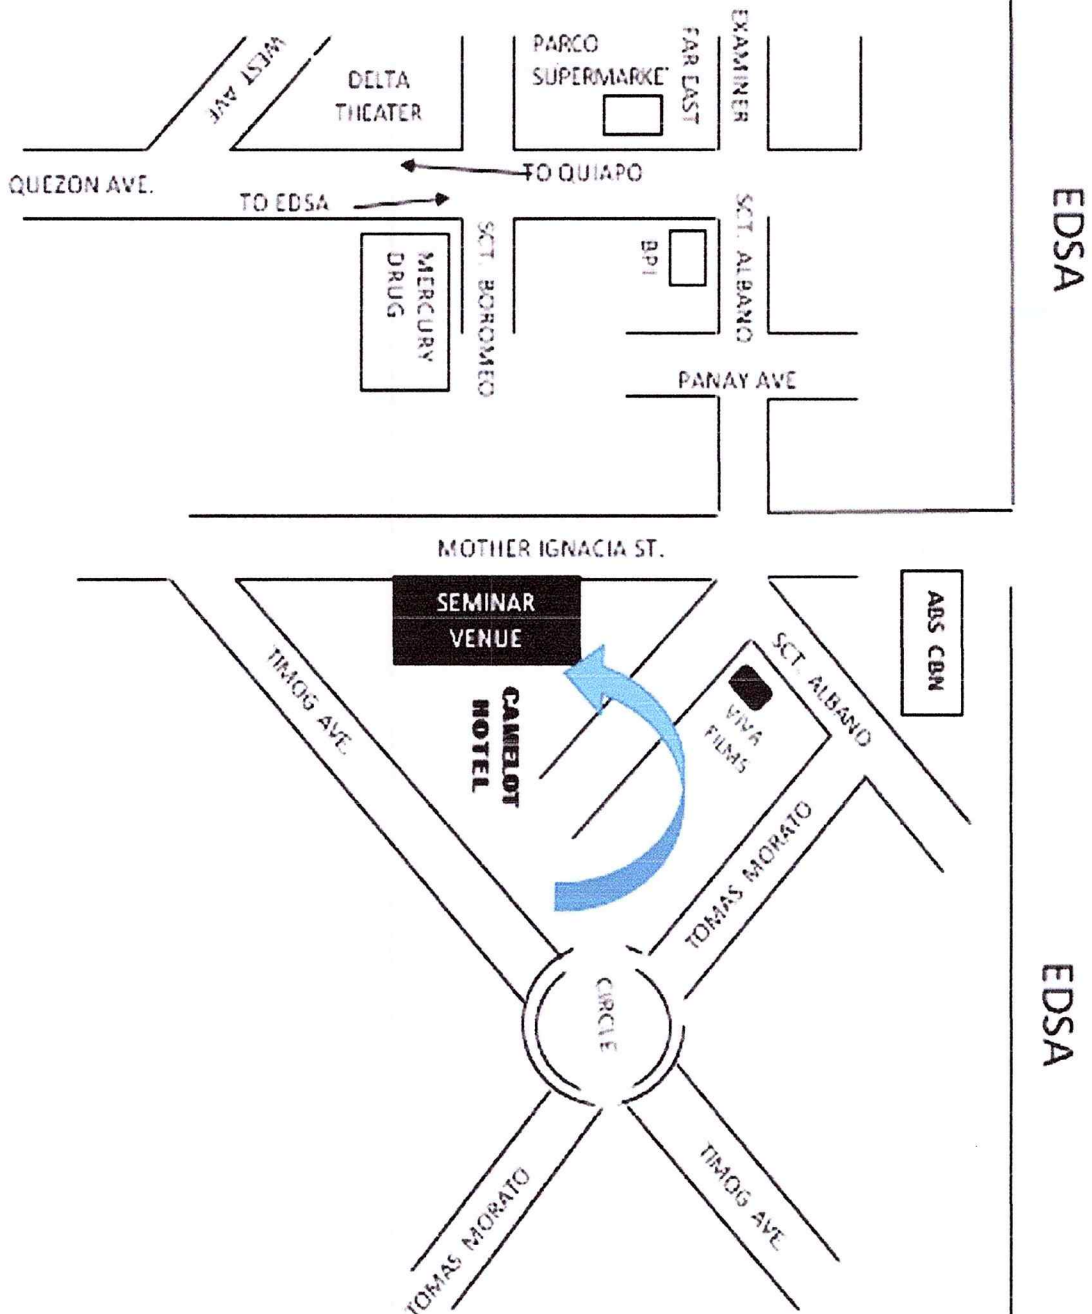 WEST AVE
DELTA
THEATER
PARCO
SUPERMARKET
FAR EAST
EXAMINER
QUEZON AVE.
TO QUIAPO
TO EDSA
EDSA
MERCURY
DRUG
SCT. BOROMEO
BPI
SCT. ALBANO
PANAY AVE
MOTHER IGNACIA ST.
SEMINAR
VENUE
ABS CBN
TIMOG AVE.
CAMELOT
HOTEL
VIVA
FILMS
SCT. ALBANO
TOMAS MORATO
CIRCLE
EDSA
TOMAS MORATO
TIMOG AVE.